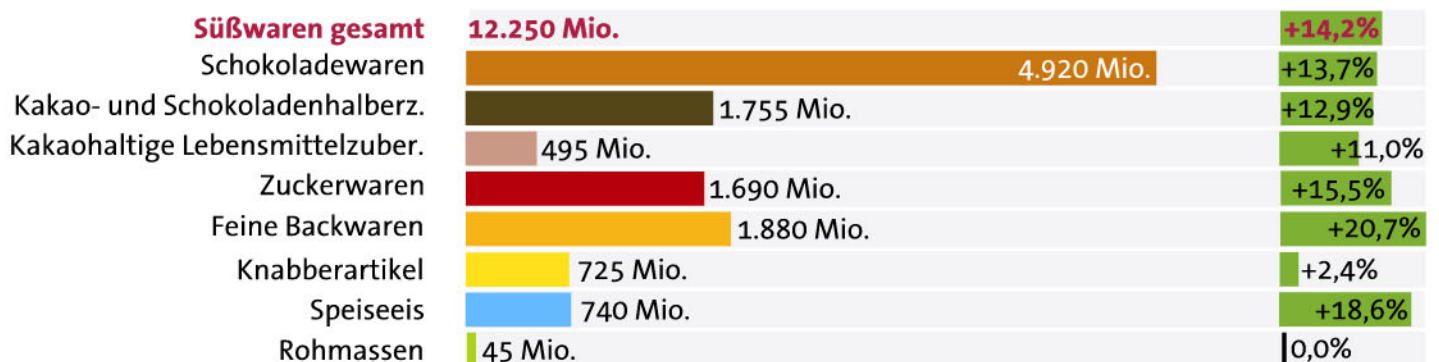 Süßwaren gesamt 12.250 Mio. +14,2%
Schokoladewaren 4.920 Mio. +13,7%
Kakao- und Schokoladenhalberz. 1.755 Mio. +12,9%
Kakaohaltige Lebensmittelzuber. 495 Mio. +11,0%
Zuckerwaren 1.690 Mio. +15,5%
Feine Backwaren 1.880 Mio. +20,7%
Knabberartikel 725 Mio. +2,4%
Speiseeis 740 Mio. +18,6%
Rohmassen 45 Mio. 0,0%